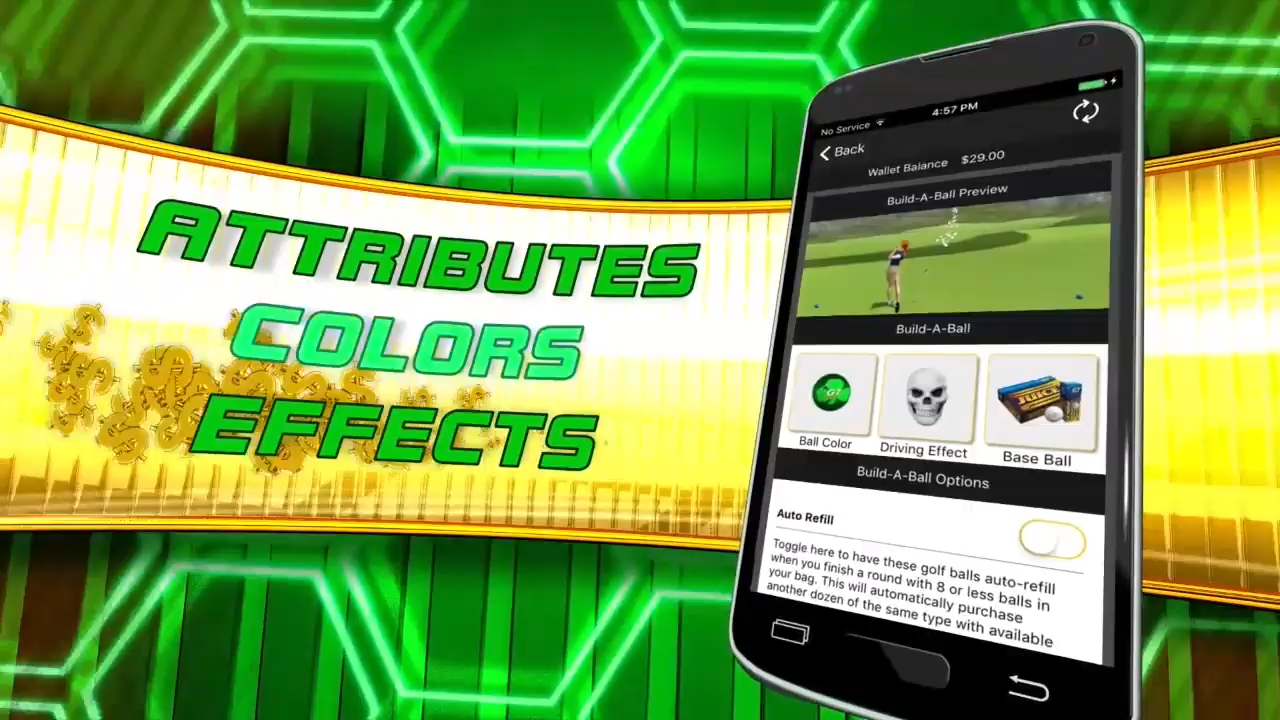 ATTRIBUTES
COLORS
EFFECTS
No Service
4:57 PM
Back
Wallet Balance $29.00
Build-A-Ball Preview
Build-A-Ball
Ball Color
Driving Effect
Base Ball
Build-A-Ball Options
Auto Refill
Toggle here to have these golf balls auto-refill
when you finish a round with 8 or less balls in
your bag. This will automatically purchase
another dozen of the same type with available